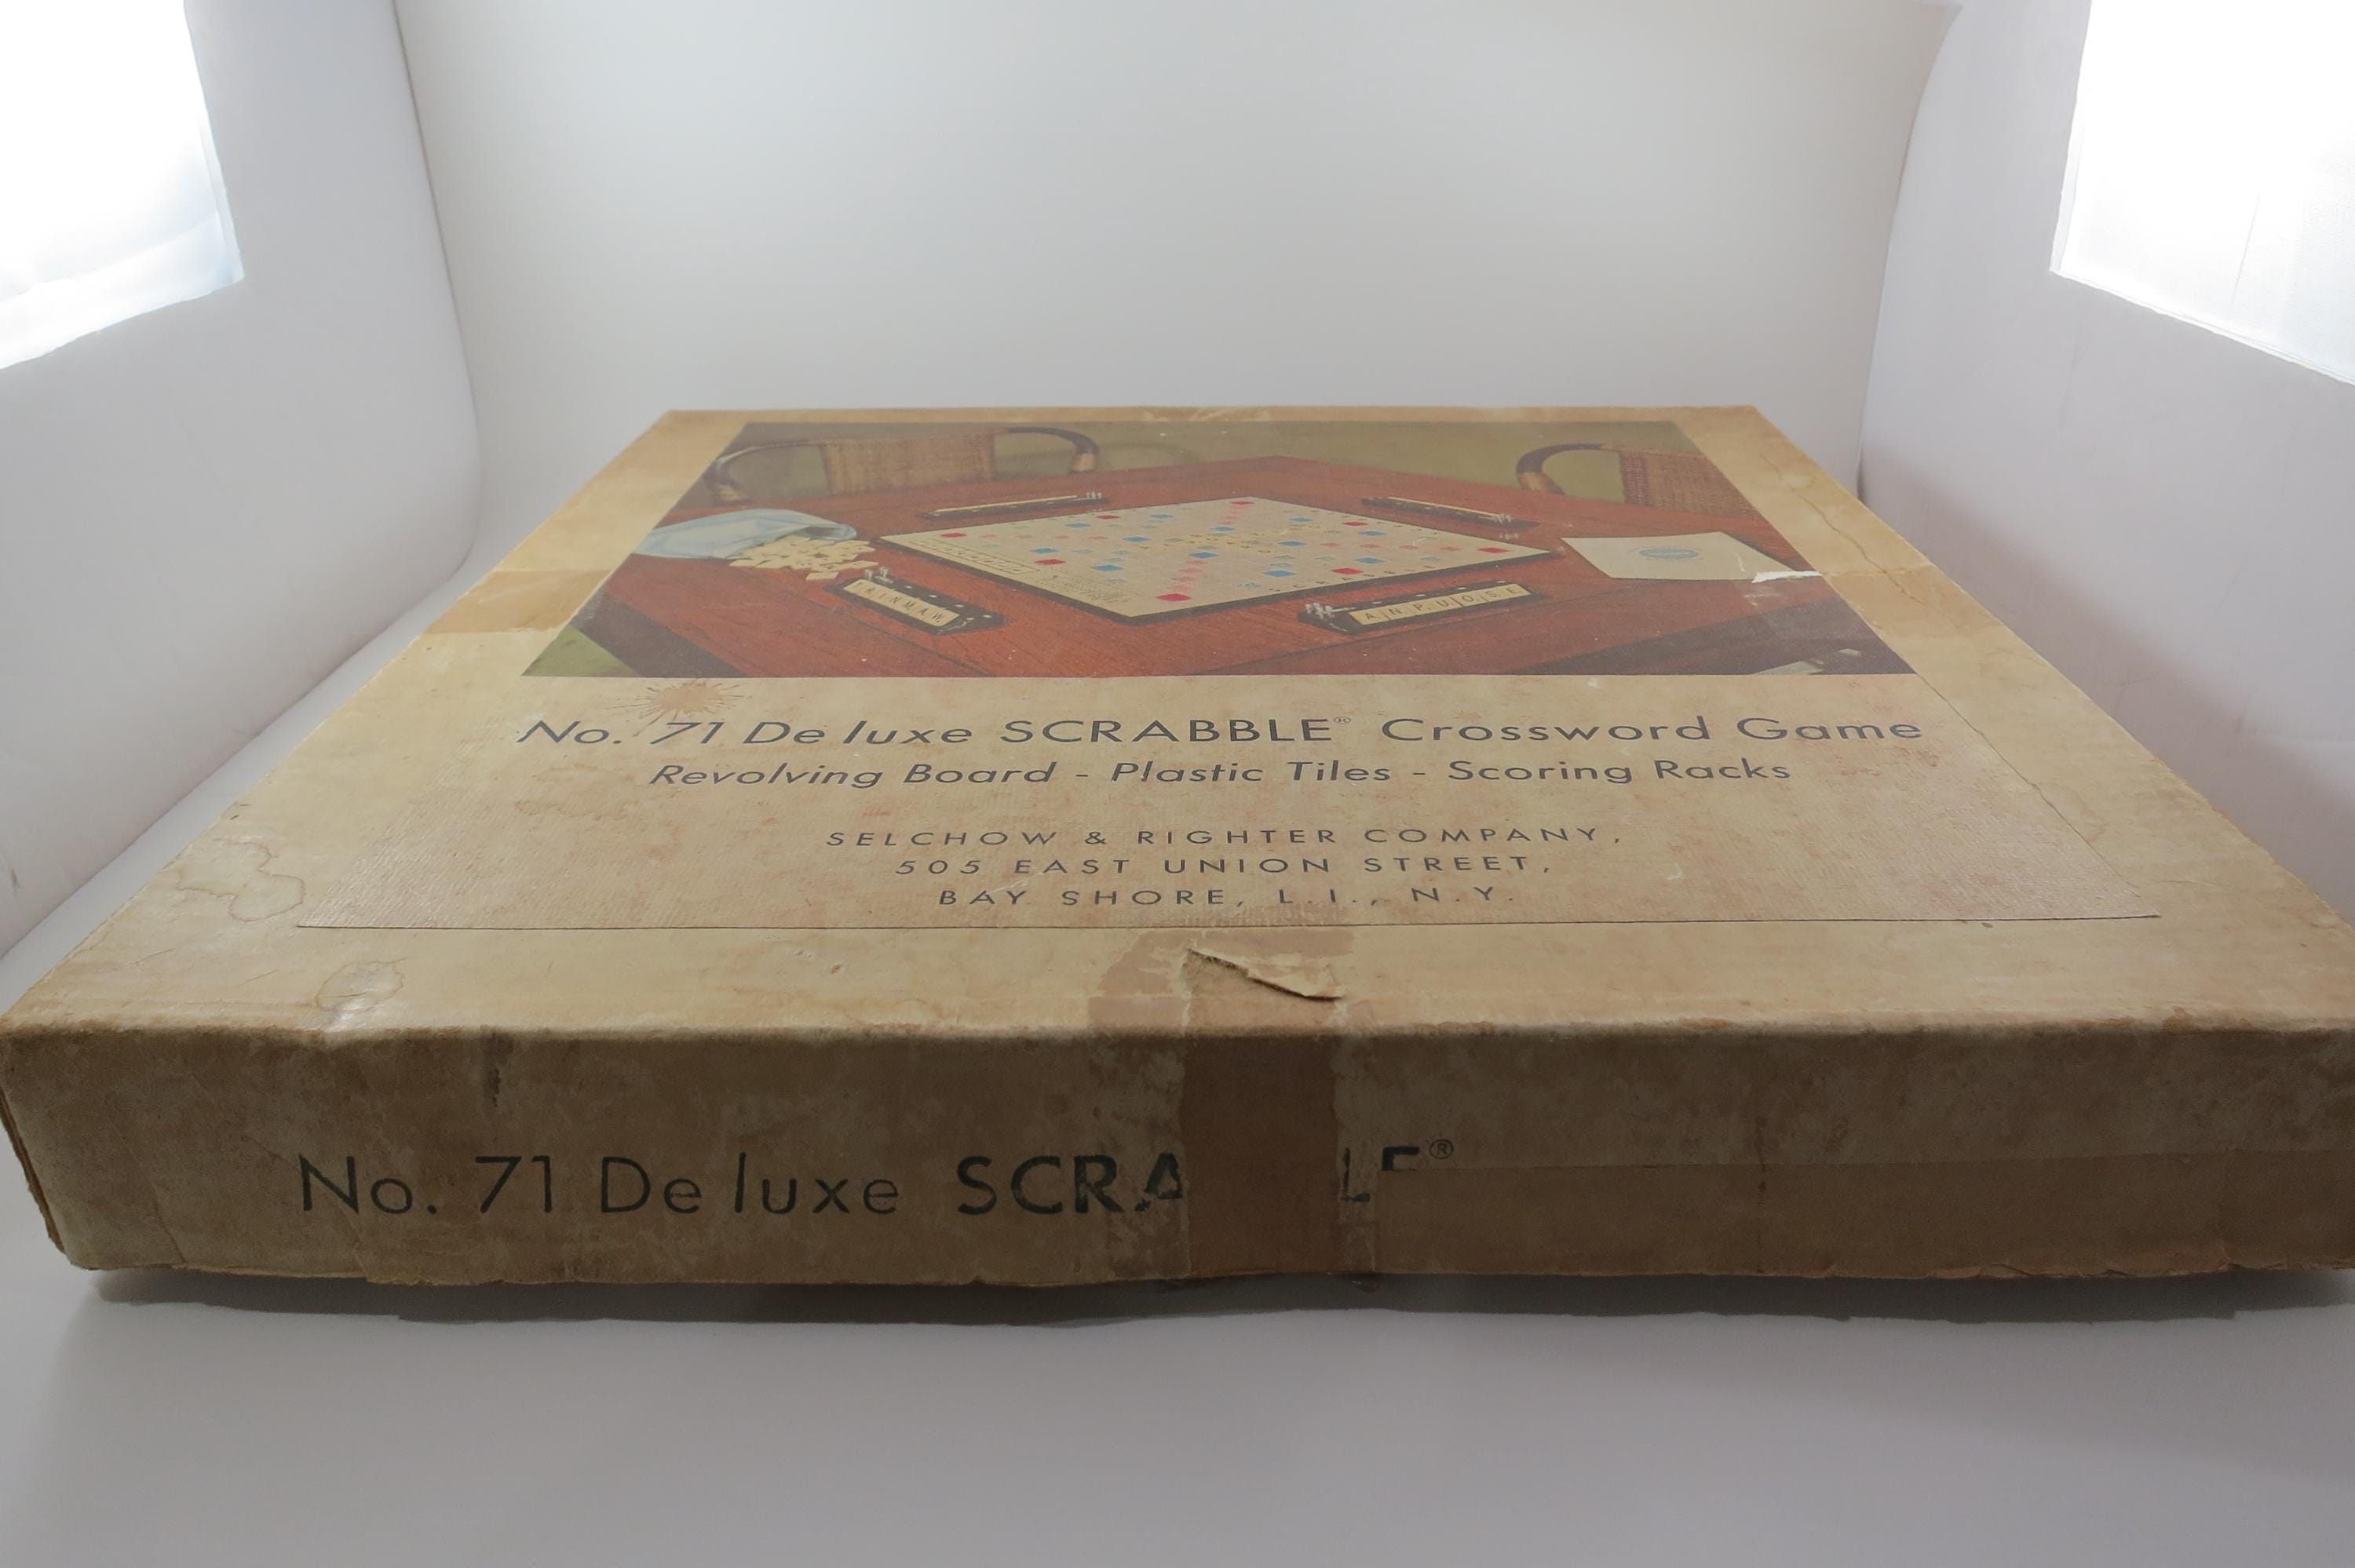 A N P U O S E
No. 71 De luxe SCRABBLE® Crossword Game
Revolving Board - Plastic Tiles - Scoring Racks
SELCHOW & RIGHTER COMPANY,
505 EAST UNION STREET,
BAY SHORE, L.I., N.Y.
No. 71 De luxe SCRA LE®